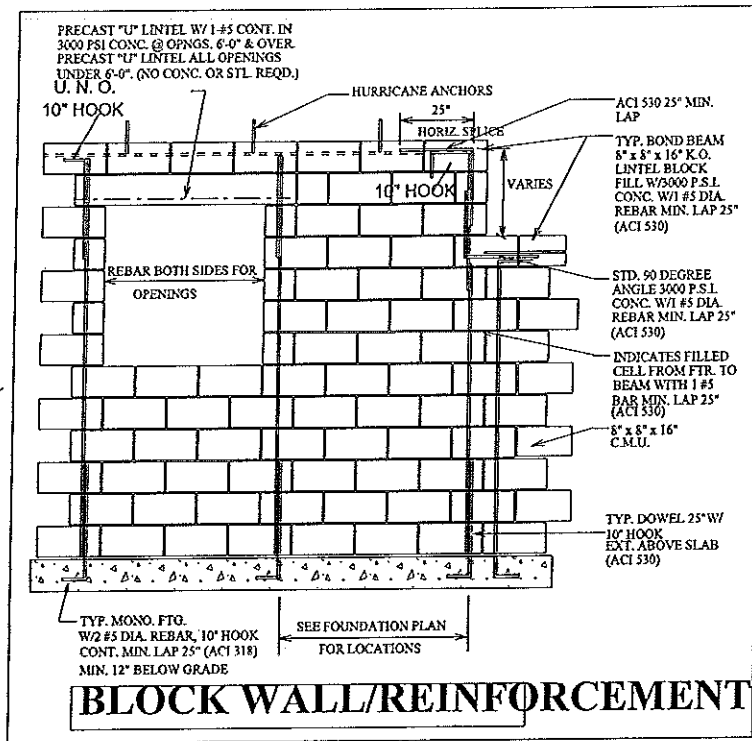 PRECAST "U" LINTEL W/ 1-#5 CONT. IN
3000 PSI CONC. @ OPNGS. 6'-0" & OVER.
PRECAST "U" LINTEL ALL OPENINGS
UNDER 6'-0". (NO CONC. OR STL. REQD.)
U. N. O.
10" HOOK
HURRICANE ANCHORS
25"
HORIZ. SPLICE
10" HOOK
VARIES
ACI 530 25" MIN.
LAP
TYP. BOND BEAM
8" x 8" x 16" K.O.
LINTEL BLOCK
FILL W/3000 P.S.I.
CONC. W/1 #5 DIA.
REBAR MIN. LAP 25"
(ACI 530)
REBAR BOTH SIDES FOR
OPENINGS
STD. 90 DEGREE
ANGLE 3000 P.S.I.
CONC. W/1 #5 DIA.
REBAR MIN. LAP 25"
(ACI 530)
INDICATES FILLED
CELL FROM FTR. TO
BEAM WITH 1 #5
BAR MIN. LAP 25"
(ACI 530)
8" x 8" x 16"
C.M.U.
TYP. DOWEL 25" W/
10" HOOK
EXT. ABOVE SLAB
(ACI 530)
TYP. MONO. FTG.
W/2 #5 DIA. REBAR, 10" HOOK
CONT. MIN. LAP 25" (ACI 318)
MIN. 12" BELOW GRADE
SEE FOUNDATION PLAN
FOR LOCATIONS
BLOCK WALL/REINFORCEMENT